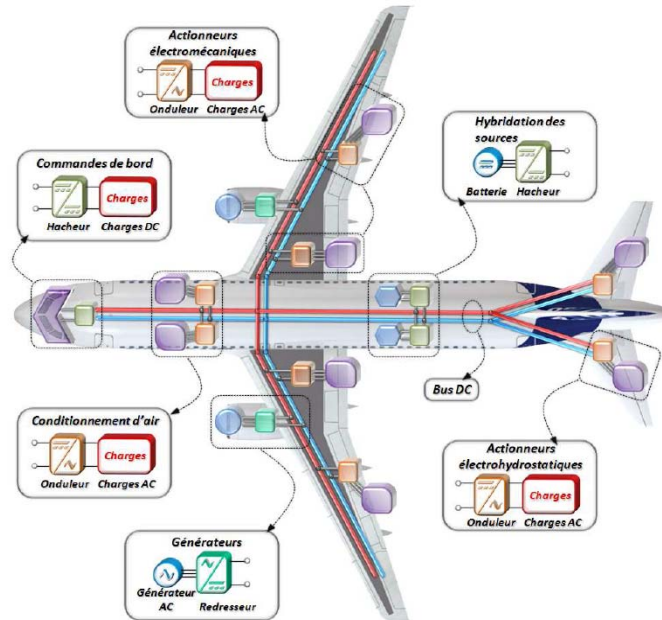 Actionneurs
électromécaniques
Charges
Onduleur Charges AC
Hybridation des
sources
Batterie Hacheur
Commandes de bord
Charges
Hacheur Charges DC
Bus DC
Conditionnement d'air
Charges
Onduleur Charges AC
Actionneurs
électrohydrostatiques
Charges
Onduleur Charges AC
Générateurs
Générateur
AC Redresseur